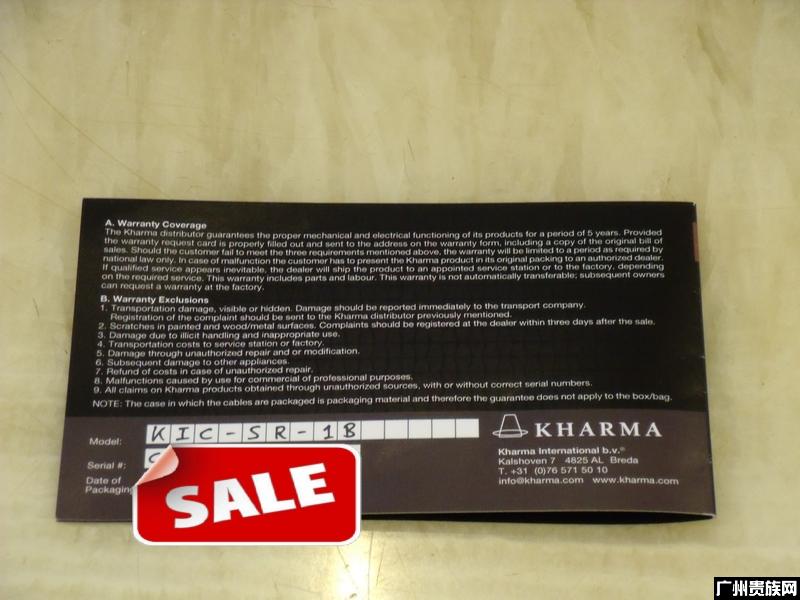 A. Warranty Coverage
The Kharma distributor guarantees the proper mechanical and electrical functioning of its products for a period of 5 years. Provided
the warranty request card is properly filled out and sent to the address on the warranty form, including a copy of the original bill of
sales. Should the customer fail to meet the three requirements mentioned above, the warranty will be limited to a period as required by
national law only. In case of malfunction the customer has to present the Kharma product in its original packing to an authorized dealer.
If qualified service appears inevitable, the dealer will ship the product to an appointed service station or to the factory, depending
on the required service. This warranty includes parts and labour. This warranty is not automatically transferable; subsequent owners
can request a warranty at the factory.
B. Warranty Exclusions
1. Transportation damage, visible or hidden. Damage should be reported immediately to the transport company.
Registration of the complaint should be sent to the Kharma distributor previously mentioned.
2. Scratches in painted and wood/metal surfaces. Complaints should be registered at the dealer within three days after the sale.
3. Damage due to illicit handling and inappropriate use.
4. Transportation costs to service station or factory.
5. Damage through unauthorized repair and or modification.
6. Subsequent damage to other appliances.
7. Refund of costs in case of unauthorized repair.
8. Malfunctions caused by use for commercial of professional purposes.
9. All claims on Kharma products obtained through unauthorized sources, with or without correct serial numbers.
NOTE: The case in which the cables are packaged is packaging material and therefore the guarantee does not apply to the box/bag.
Model: KIC-SR-1B
Serial #:
Date of
Packaging
KHARMA
Kharma International b.v.®
Kalshoven 7 4825 AL Breda
T. +31 (0)76 571 50 10
info@kharma.com www.kharma.com
SALE
广州贵族网